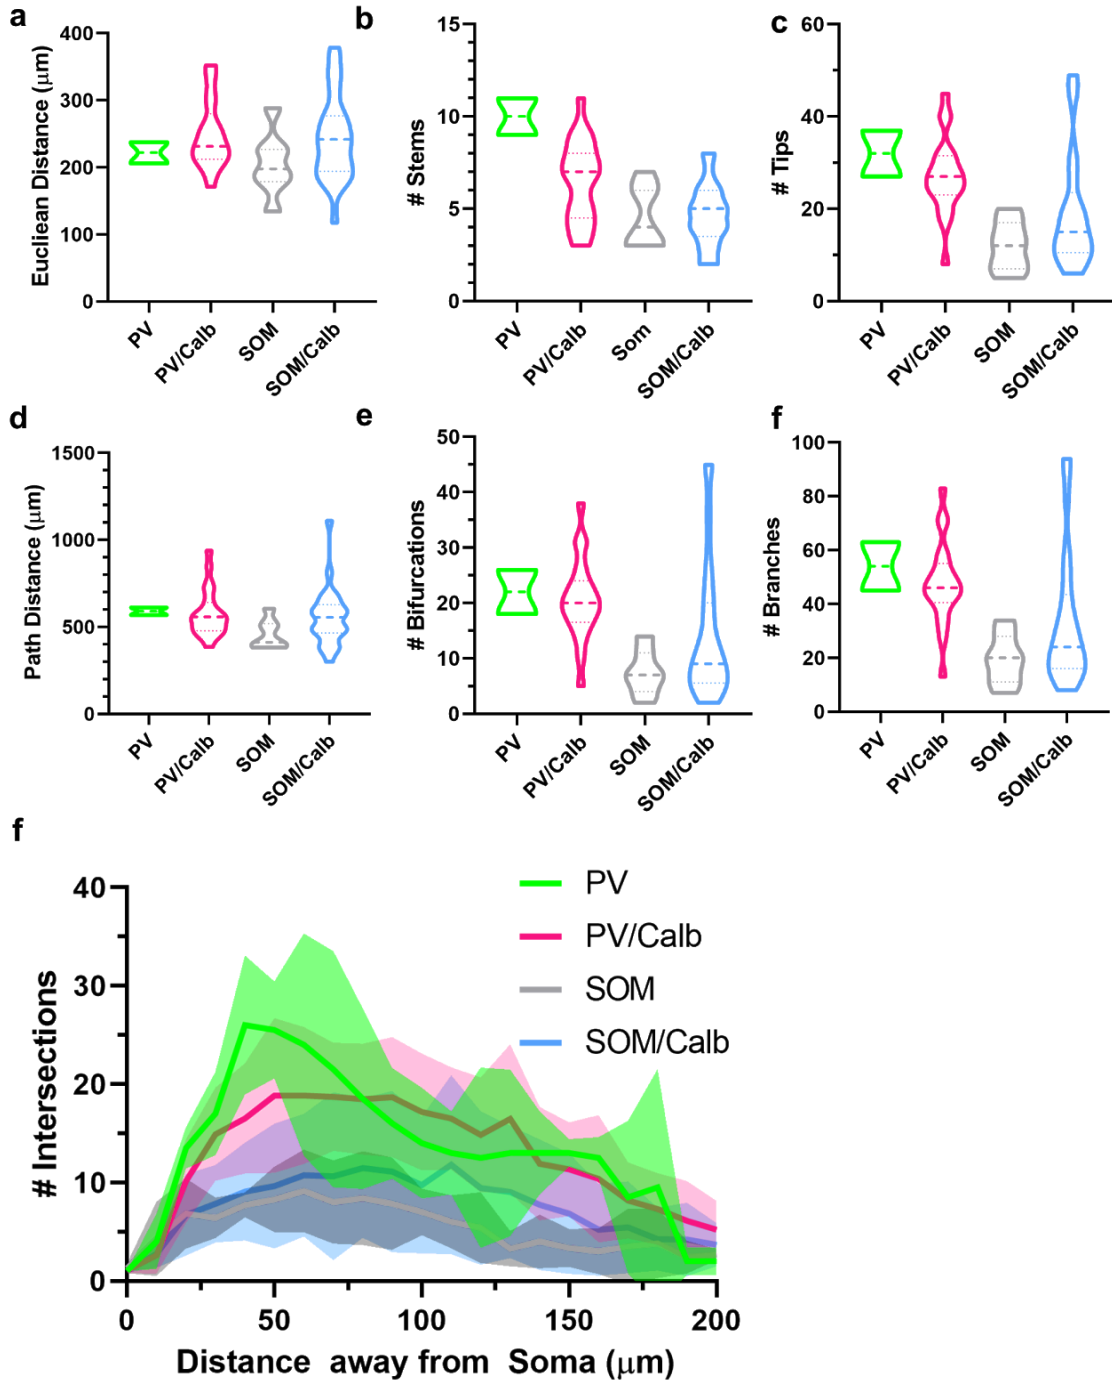 a
Eucliean Distance (μm)
400
300
200
100
0
PV
PV/Calb
SOM
SOM/Calb
b
# Stems
15
10
5
0
PV
PV/Calb
Som
SOM/Calb
c
# Tips
60
40
20
0
PV
PV/Calb
SOM
SOM/Calb
d
Path Distance (μm)
1500
1000
500
0
PV
PV/Calb
SOM
SOM/Calb
e
# Bifurcations
50
40
30
20
10
0
PV
PV/Calb
SOM
SOM/Calb
f
# Branches
100
80
60
40
20
0
PV
PV/Calb
SOM
SOM/Calb
f
# Intersections
40
30
20
10
0
0
50
100
150
200
Distance away from Soma (μm)
PV
PV/Calb
SOM
SOM/Calb